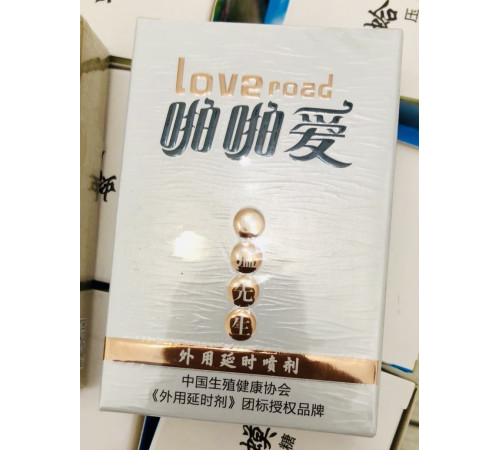 love road
啪啪爱
先
生
外用延时喷剂
中国生殖健康协会
《外用延时剂》团标授权品牌
糖